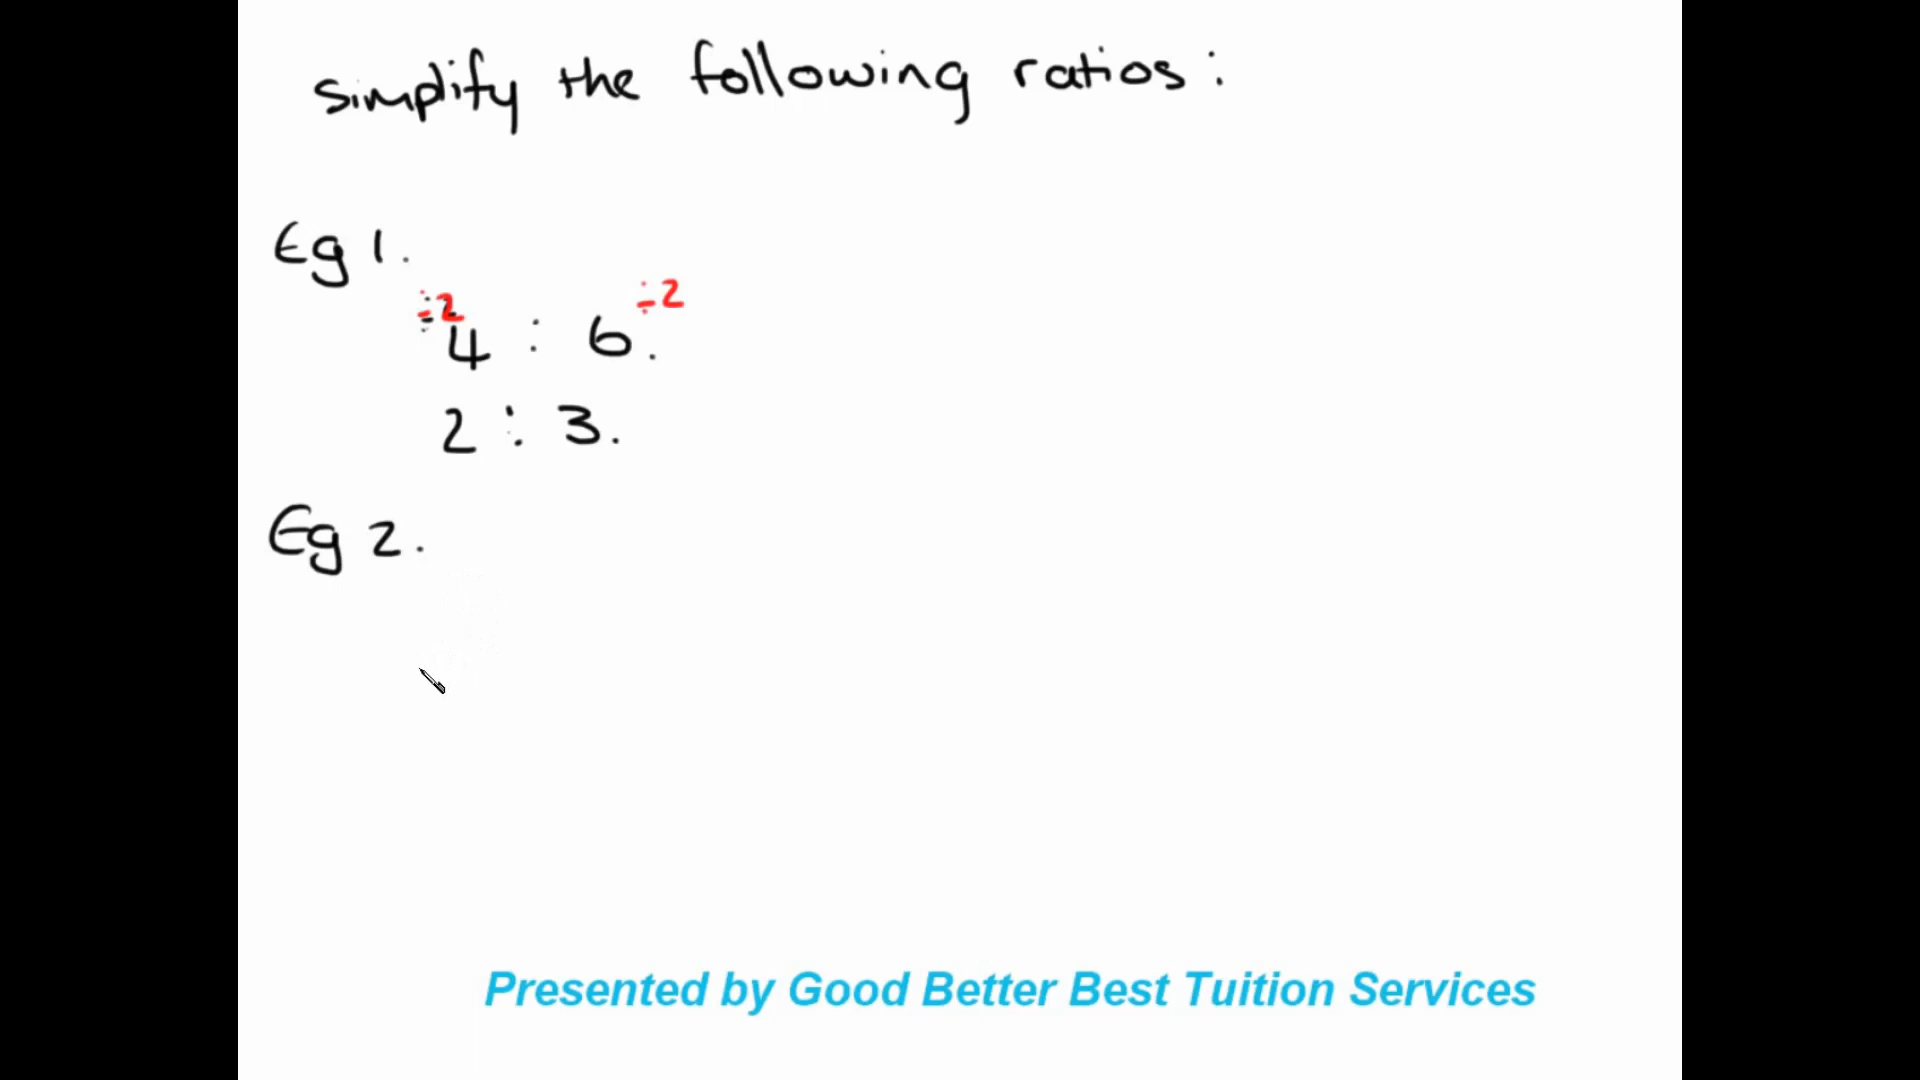 simplify the following ratios:
Eg 1.
÷2 4 : 6. ÷2
2 : 3.
Eg 2.
Presented by Good Better Best Tuition Services